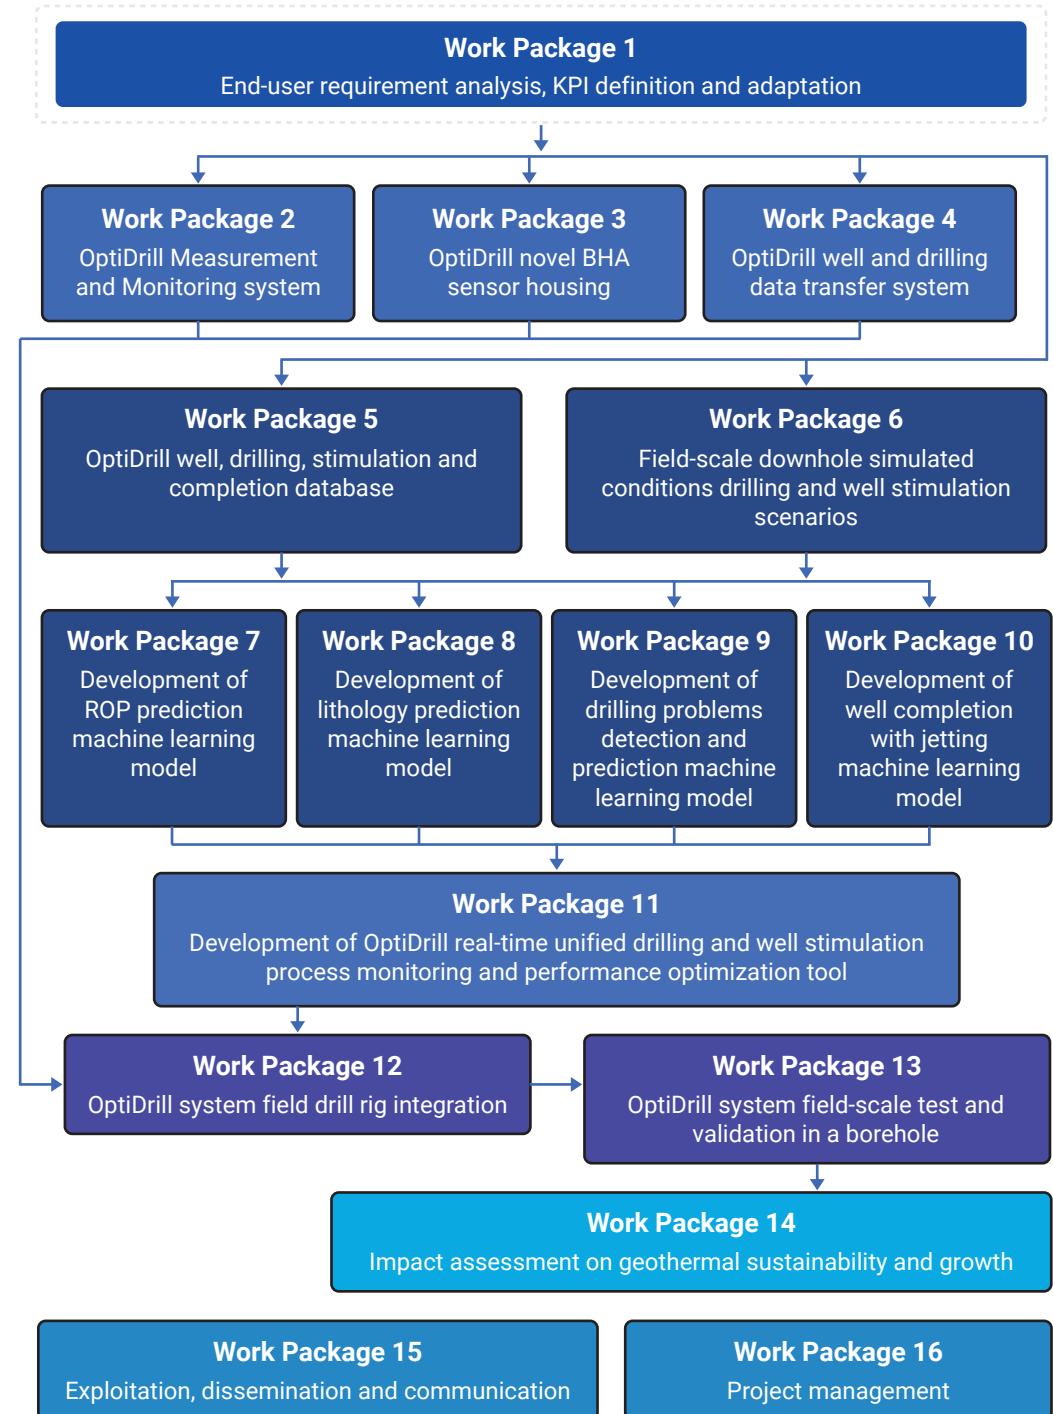 Work Package 1
End-user requirement analysis, KPI definition and adaptation
Work Package 2
OptiDrill Measurement
and Monitoring system
Work Package 3
OptiDrill novel BHA
sensor housing
Work Package 4
OptiDrill well and drilling
data transfer system
Work Package 5
OptiDrill well, drilling, stimulation and
completion database
Work Package 6
Field-scale downhole simulated
conditions drilling and well stimulation
scenarios
Work Package 7
Development of
ROP prediction
machine learning
model
Work Package 8
Development of
lithology prediction
machine learning
model
Work Package 9
Development of
drilling problems
detection and
prediction machine
learning model
Work Package 10
Development of
well completion
with jetting
machine learning
model
Work Package 11
Development of OptiDrill real-time unified drilling and well stimulation
process monitoring and performance optimization tool
Work Package 12
OptiDrill system field drill rig integration
Work Package 13
OptiDrill system field-scale test and
validation in a borehole
Work Package 14
Impact assessment on geothermal sustainability and growth
Work Package 15
Exploitation, dissemination and communication
Work Package 16
Project management